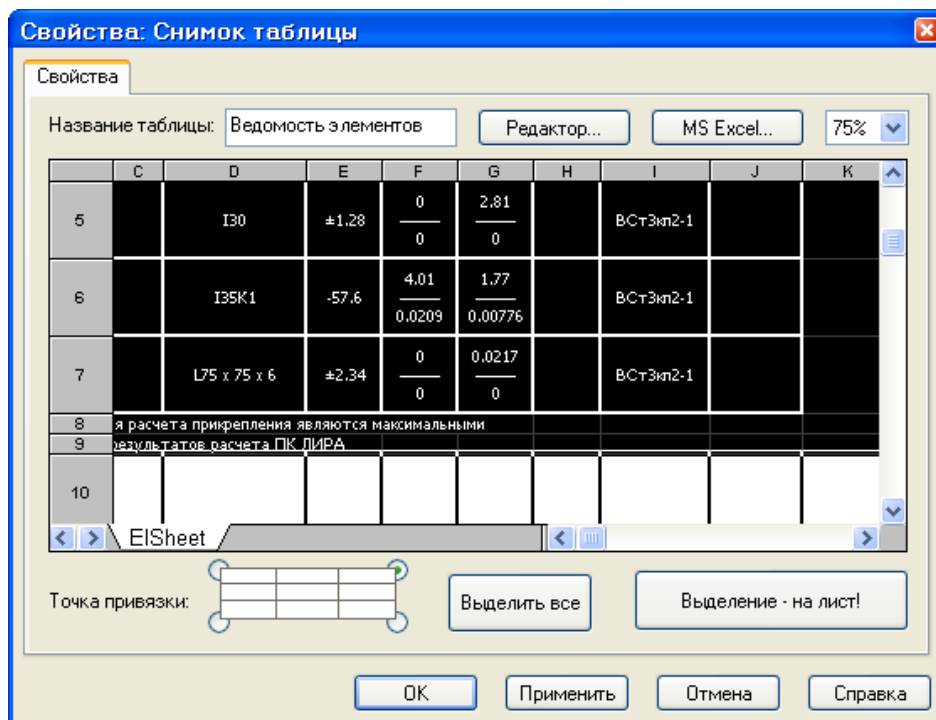 Свойства: Снимок таблицы
Свойства
Название таблицы: Ведомость элементов Редактор... MS Excel... 75%
C D E F G H I J K
5 I30 ±1.28 0 2.81 ВСт3кп2-1
0 0
6 I35К1 -57.6 4.01 1.77 ВСт3кп2-1
0.0209 0.00776
7 L75 x 75 x 6 ±2.34 0 0.0217 ВСт3кп2-1
0 0
8 я расчета прикрепления являются максимальными
9 результатов расчета ПК ЛИРА
10
ElSheet
Точка привязки: Выделить все Выделение - на лист!
OK Применить Отмена Справка